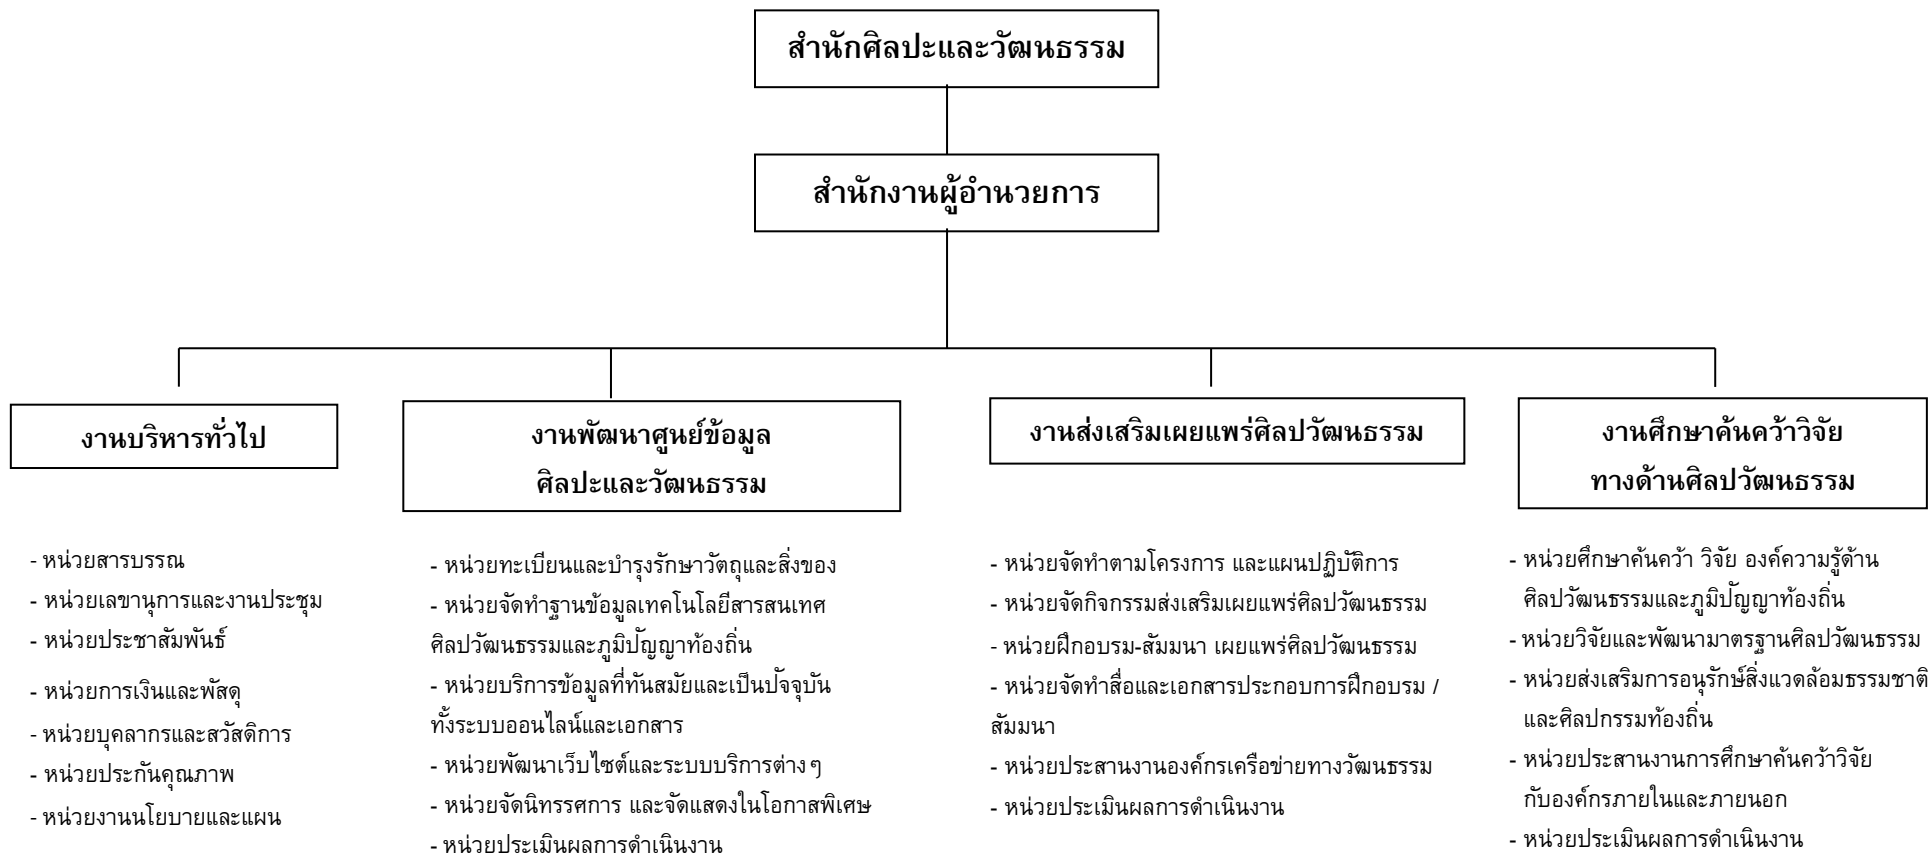 สำนักศิลปะและวัฒนธรรม
สำนักงานผู้อำนวยการ
งานบริหารทั่วไป
- หน่วยสารบรรณ
- หน่วยเลขานุการและงานประชุม
- หน่วยประชาสัมพันธ์
- หน่วยการเงินและพัสดุ
- หน่วยบุคลากรและสวัสดิการ
- หน่วยประกันคุณภาพ
- หน่วยงานนโยบายและแผน
งานพัฒนาศูนย์ข้อมูล
ศิลปะและวัฒนธรรม
- หน่วยทะเบียนและบำรุงรักษาวัตถุและสิ่งของ
- หน่วยจัดทำฐานข้อมูลเทคโนโลยีสารสนเทศ
ศิลปวัฒนธรรมและภูมิปัญญาท้องถิ่น
- หน่วยบริการข้อมูลที่ทันสมัยและเป็นปัจจุบัน
ทั้งระบบออนไลน์และเอกสาร
- หน่วยพัฒนาเว็บไซต์และระบบบริการต่าง ๆ
- หน่วยจัดนิทรรศการ และจัดแสดงในโอกาสพิเศษ
- หน่วยประเมินผลการดำเนินงาน
งานส่งเสริมเผยแพร่ศิลปวัฒนธรรม
- หน่วยจัดทำตามโครงการ และแผนปฏิบัติการ
- หน่วยจัดกิจกรรมส่งเสริมเผยแพร่ศิลปวัฒนธรรม
- หน่วยฝึกอบรม-สัมมนา เผยแพร่ศิลปวัฒนธรรม
- หน่วยจัดทำสื่อและเอกสารประกอบการฝึกอบรม /
สัมมนา
- หน่วยประสานงานองค์กรเครือข่ายทางวัฒนธรรม
- หน่วยประเมินผลการดำเนินงาน
งานศึกษาค้นคว้าวิจัย
ทางด้านศิลปวัฒนธรรม
- หน่วยศึกษาค้นคว้า วิจัย องค์ความรู้ด้าน
ศิลปวัฒนธรรมและภูมิปัญญาท้องถิ่น
- หน่วยวิจัยและพัฒนามาตรฐานศิลปวัฒนธรรม
- หน่วยส่งเสริมการอนุรักษ์สิ่งแวดล้อมธรรมชาติ
และศิลปกรรมท้องถิ่น
- หน่วยประสานงานการศึกษาค้นคว้าวิจัย
กับองค์กรภายในและภายนอก
- หน่วยประเมินผลการดำเนินงาน